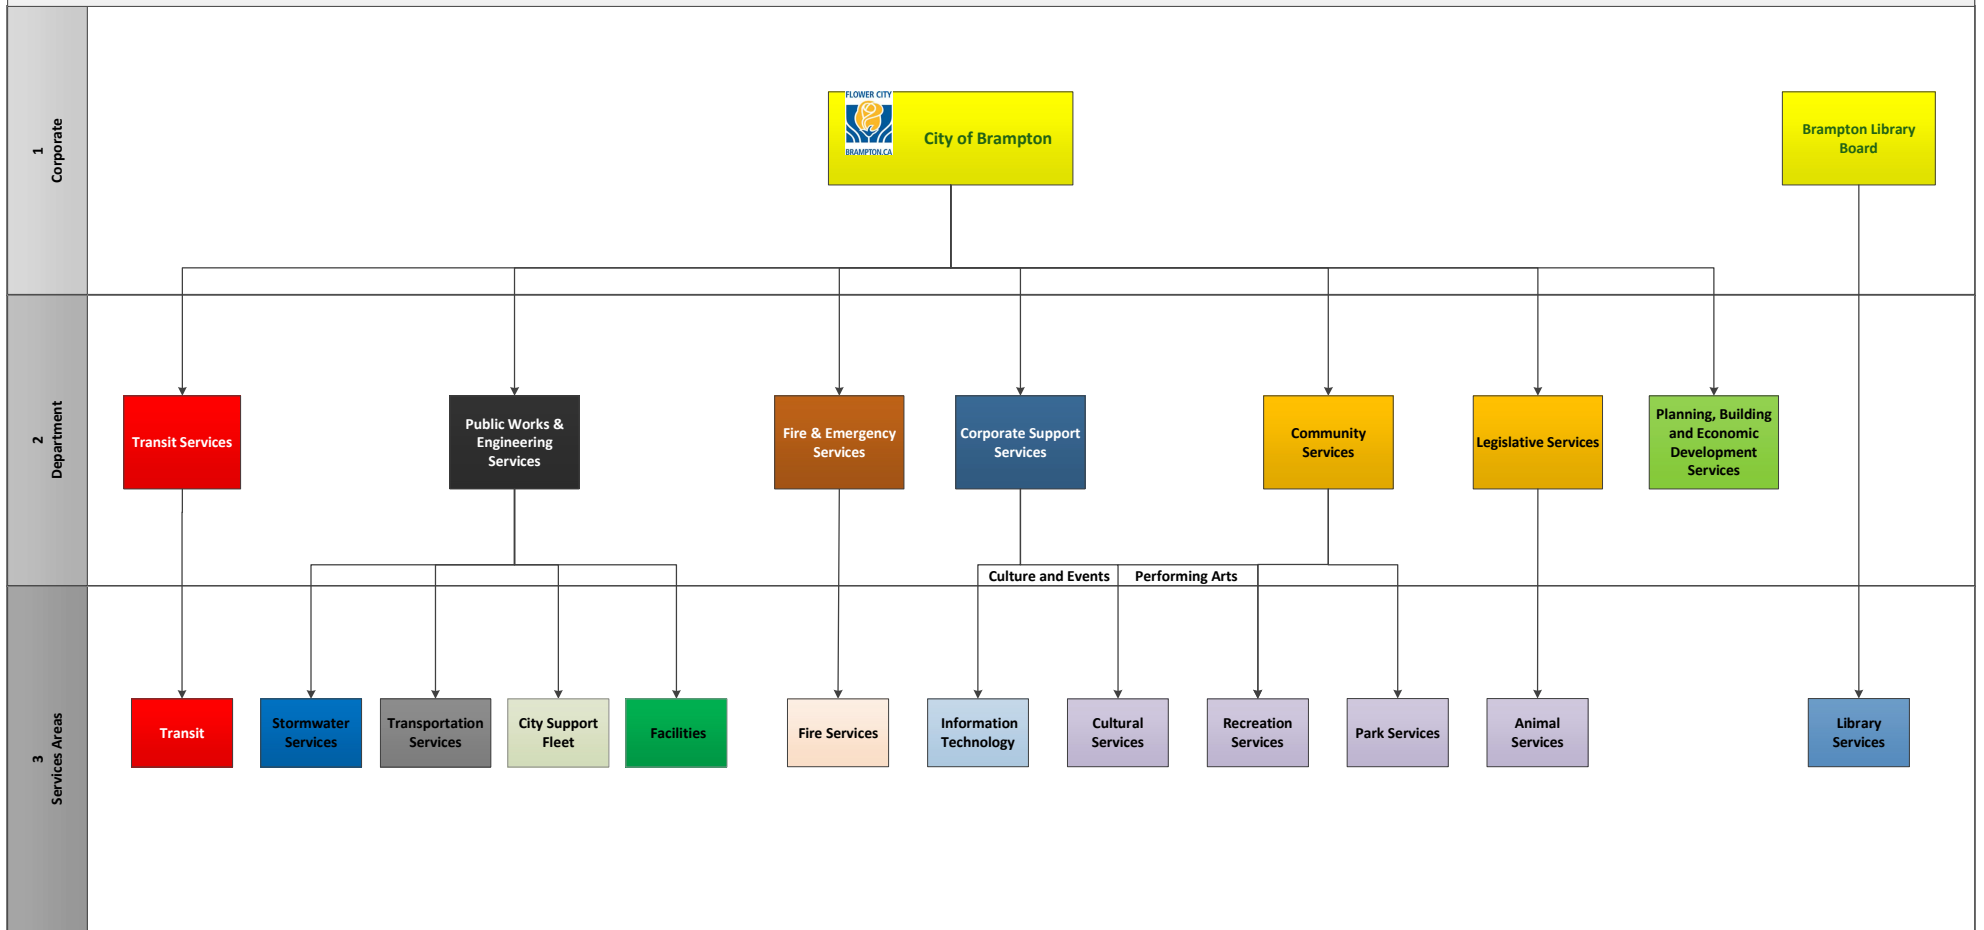 1
Corporate
FLOWER CITY
BRAMPTON.CA
City of Brampton
Brampton Library
Board
2
Department
Transit Services
Public Works &
Engineering
Services
Fire & Emergency
Services
Corporate Support
Services
Community
Services
Legislative Services
Planning, Building
and Economic
Development
Services
Culture and Events
Performing Arts
3
Services Areas
Transit
Stormwater
Services
Transportation
Services
City Support
Fleet
Facilities
Fire Services
Information
Technology
Cultural
Services
Recreation
Services
Park Services
Animal
Services
Library
Services